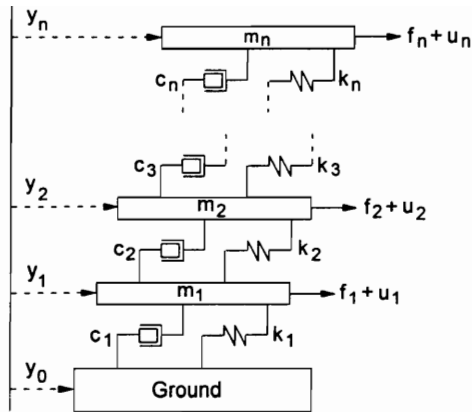 yn
mn
fn+un
cn
kn
c3
k3
y2
m2
f2+u2
c2
k2
y1
m1
f1+u1
c1
k1
y0
Ground